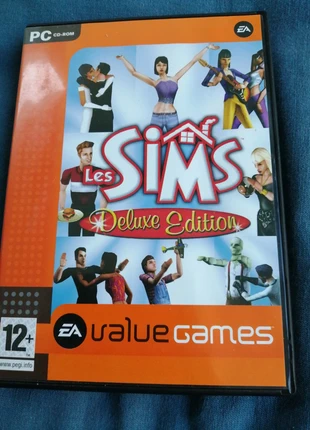 PC CD-ROM
EA
Les SIMS
Deluxe Edition
12+
www.pegi.info
EA value GAMES